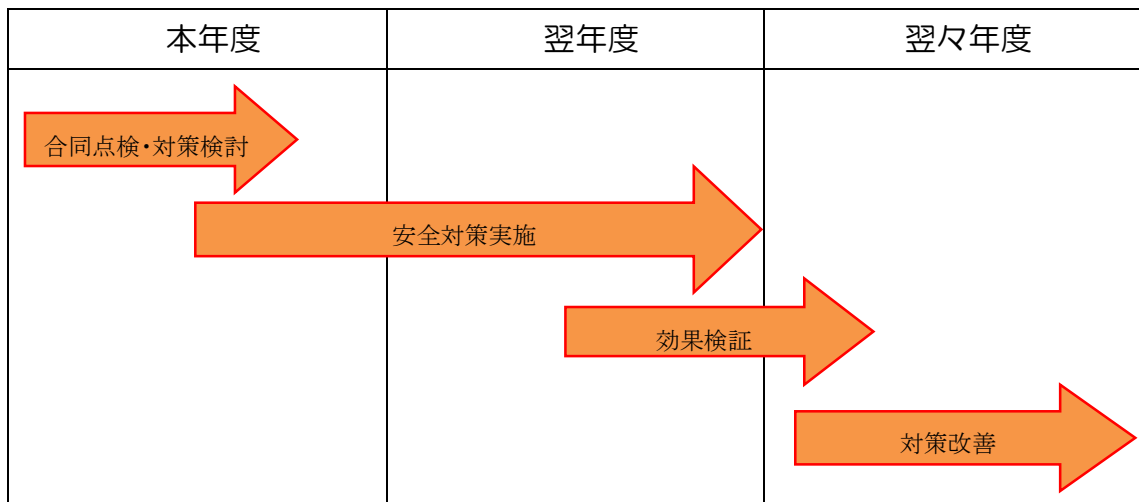 本年度
翌年度
翌々年度
合同点検・対策検討
安全対策実施
効果検証
対策改善